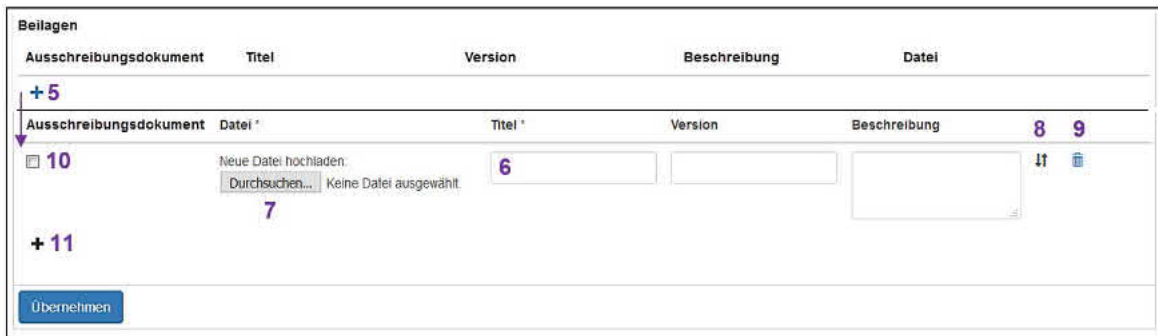 Beilagen
Ausschreibungsdokument Titel Version Beschreibung Datei
+ 5
Ausschreibungsdokument Datei * Titel * Version Beschreibung 8 9
10 Neue Datei hochladen: 6
Durchsuchen... Keine Datei ausgewählt.
7
+ 11
Übernehmen